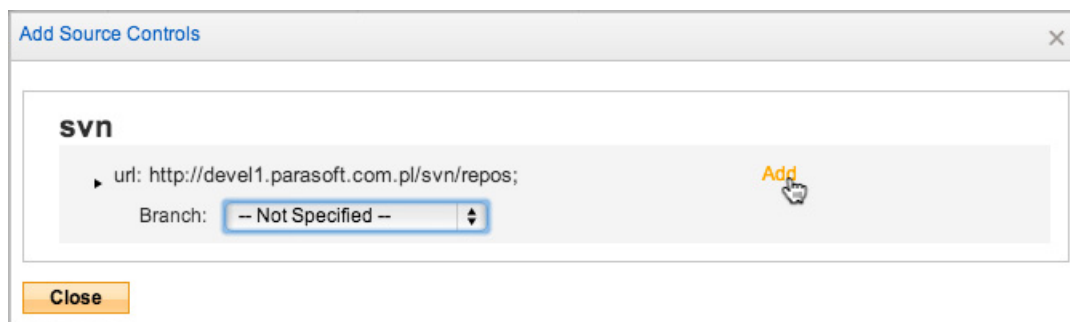 Add Source Controls
svn
url: http://devel1.parasoft.com.pl/svn/repos; Add
Branch: -- Not Specified --
Close